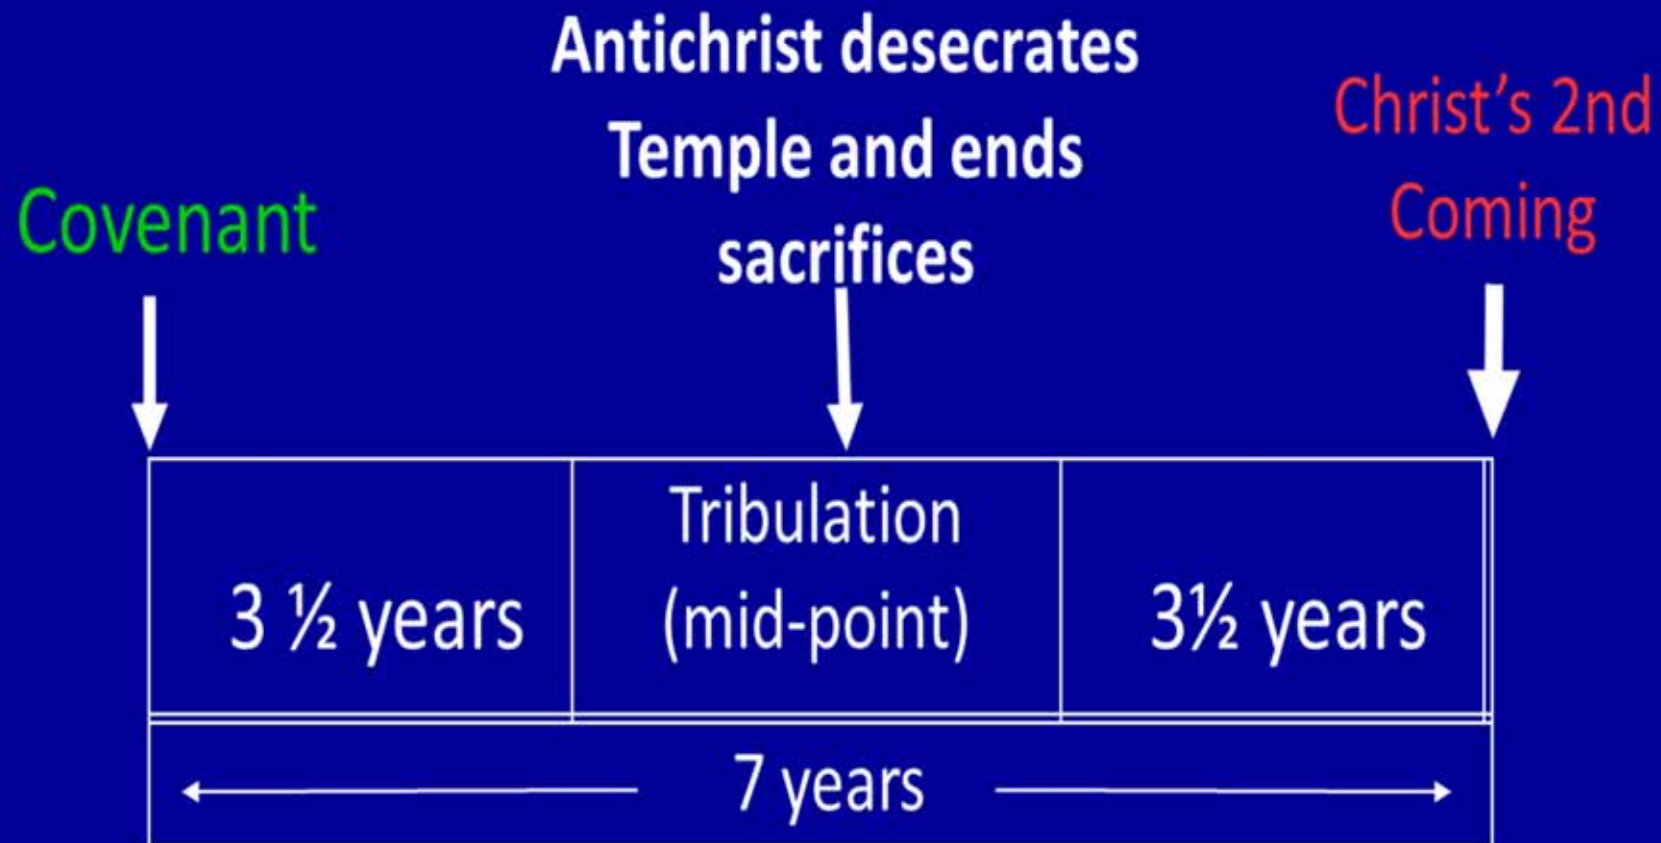 Antichrist desecrates
Temple and ends
sacrifices
Christ's 2nd
Coming
Covenant
3 ½ years
Tribulation
(mid-point)
3½ years
7 years